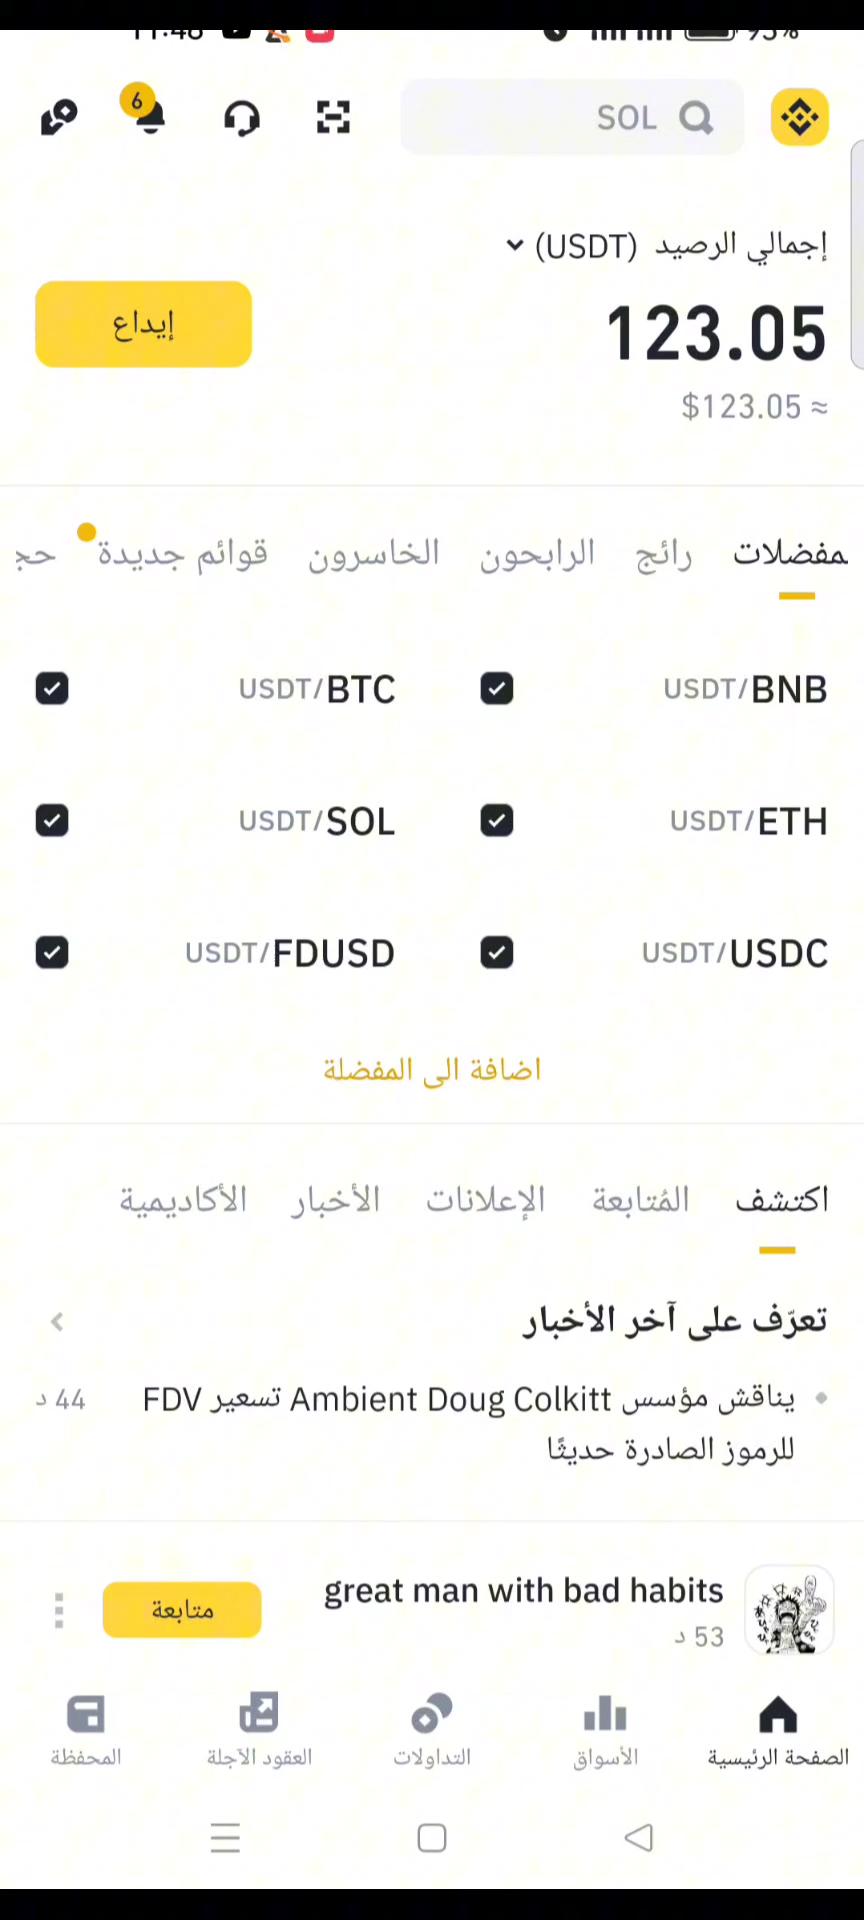 SOL
6
إجمالي الرصيد (USDT)
123.05
≈ $123.05
إيداع
مفضلات رائج الرابحون الخاسرون قوائم جديدة
BNB/USDT
BTC/USDT
ETH/USDT
SOL/USDT
USDC/USDT
FDUSD/USDT
اضافة الى المفضلة
اكتشف المُتابعة الإعلانات الأخبار الأكاديمية
تعرّف على آخر الأخبار
يناقش مؤسس Ambient Doug Colkitt تسعير FDV
44 د
للرموز الصادرة حديثًا
great man with bad habits
53 د
متابعة
الصفحة الرئيسية الأسواق التداولات العقود الآجلة المحفظة